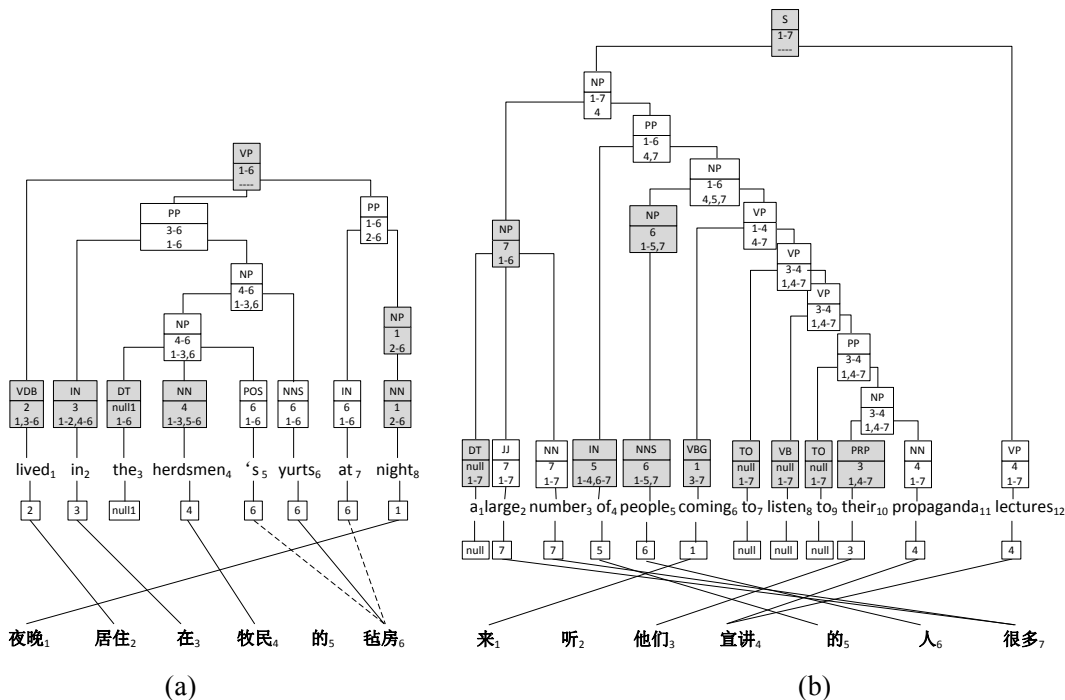 VP
1-6
----
PP
3-6
1-6
PP
1-6
2-6
NP
4-6
1-3,6
NP
4-6
1-3,6
NP
1
2-6
VDB
2
1,3-6
IN
3
1-2,4-6
DT
null1
1-6
NN
4
1-3,5-6
POS
6
1-6
NNS
6
1-6
IN
6
1-6
NN
1
2-6
lived1 in2 the3 herdsmen4 's5 yurts6 at7 night8
2 3 null1 4 6 6 6 1
夜晚1 居住2 在3 牧民4 的5 毡房6
(a)
S
1-7
----
NP
1-7
4
PP
1-6
4,7
NP
1-6
4,5,7
NP
7
1-6
NP
6
1-5,7
VP
1-4
4-7
VP
3-4
1,4-7
VP
3-4
1,4-7
PP
3-4
1,4-7
NP
3-4
1,4-7
DT
null
1-7
JJ
7
1-7
NN
7
1-7
IN
5
1-4,6-7
NNS
6
1-5,7
VBG
1
3-7
TO
null
1-7
VB
null
1-7
TO
null
1-7
PRP
3
1,4-7
NN
4
1-7
VP
4
1-7
a1 large2 number3 of4 people5 coming6 to7 listen8 to9 their10 propaganda11 lectures12
null 7 7 5 6 1 null null null 3 4 4
来1 听2 他们3 宣讲4 的5 人6 很多7
(b)